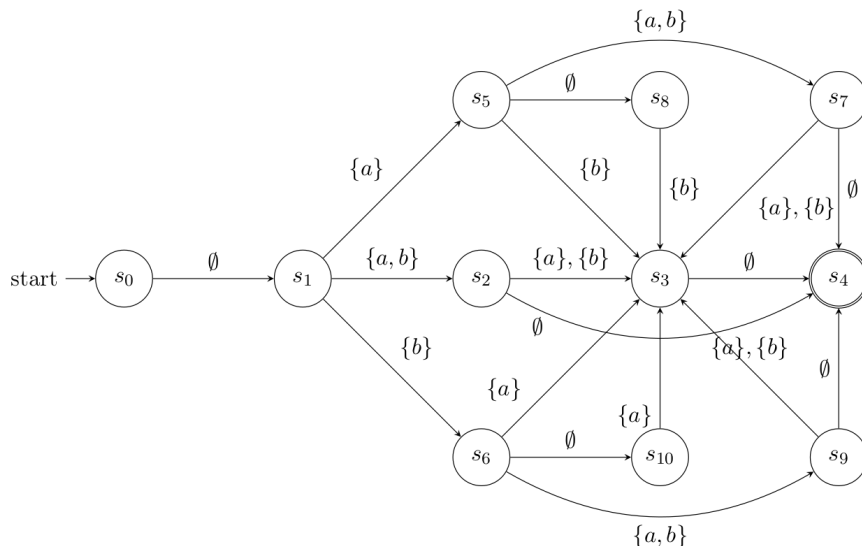 {a, b}
s5
∅
s8
s7
{a}
{b}
{b}
{a}, {b}
∅
start
s0
∅
s1
{a, b}
s2
{a}, {b}
s3
∅
s4
∅
{b}
{a}, {b}
{a}
{a}
∅
s6
∅
s10
s9
{a, b}